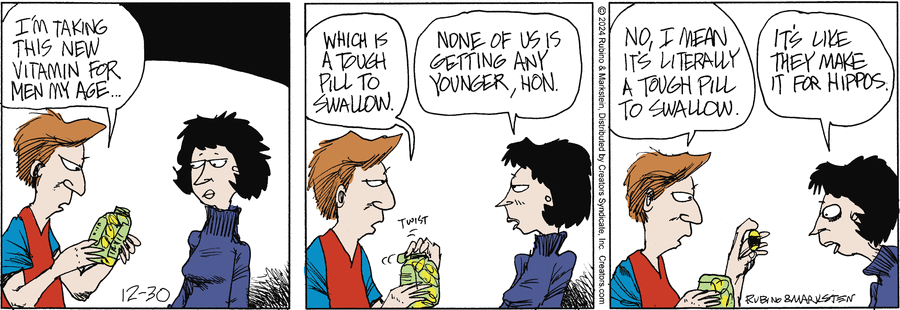 I'M TAKING
THIS NEW
VITAMIN FOR
MEN MY AGE...
12-30
WHICH IS
A TOUGH
PILL TO
SWALLOW.
NONE OF US IS
GETTING ANY
YOUNGER, HON.
TWIST
© 2024 Rubino & Markstein, Distributed by Creators Syndicate, Inc. Creators.com
NO, I MEAN
IT'S LITERALLY
A TOUGH PILL
TO SWALLOW.
IT'S LIKE
THEY MAKE
IT FOR HIPPOS.
RUBINO & MARKSTEIN